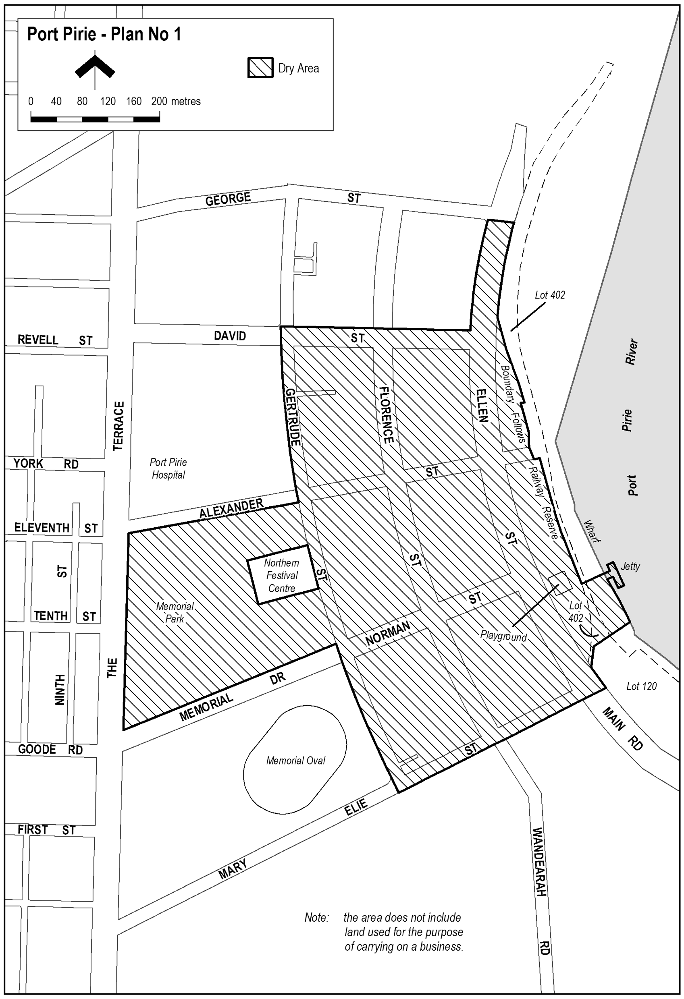 Port Pirie - Plan No 1
Dry Area
0 40 80 120 160 200 metres
GEORGE ST
Lot 402
REVELL ST
DAVID ST
River
Pirie
Port
Boundary Follows Railway Reserve
GERTRUDE ST
FLORENCE ST
ELLEN ST
THE TERRACE
Port Pirie
Hospital
YORK RD
ST
ALEXANDER
ELEVENTH ST
Wharf
Jetty
Northern
Festival
Centre
NINTH ST
Memorial
Park
TENTH ST
NORMAN ST
Lot
402
Playground
MEMORIAL DR
Lot 120
MAIN RD
GOODE RD
Memorial Oval
MARY ELIE ST
FIRST ST
WANDEARAH RD
Note: the area does not include
land used for the purpose
of carrying on a business.